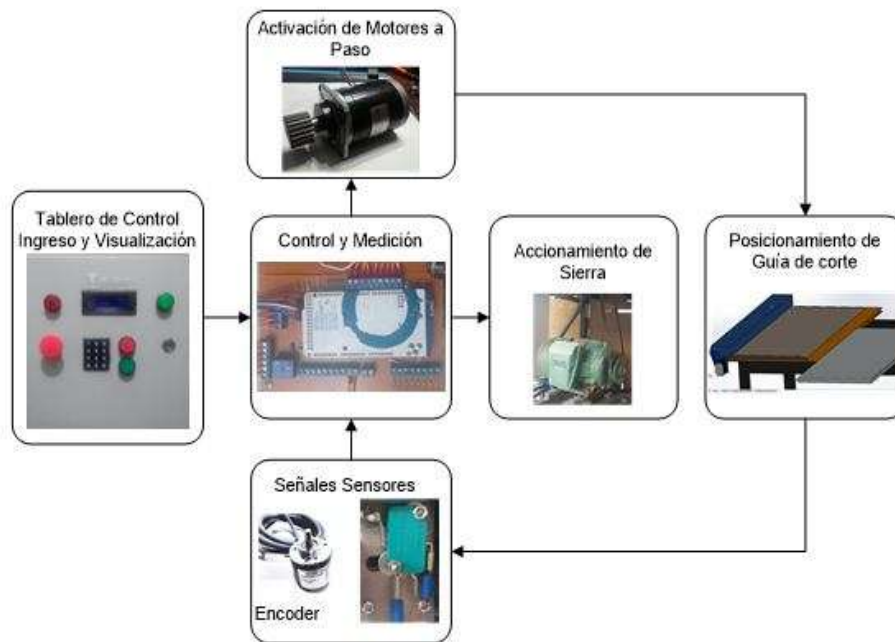 Activación de Motores a
Paso
Tablero de Control
Ingreso y Visualización
Control y Medición
Accionamiento de
Sierra
Posicionamiento de
Guía de corte
Señales Sensores
Encoder